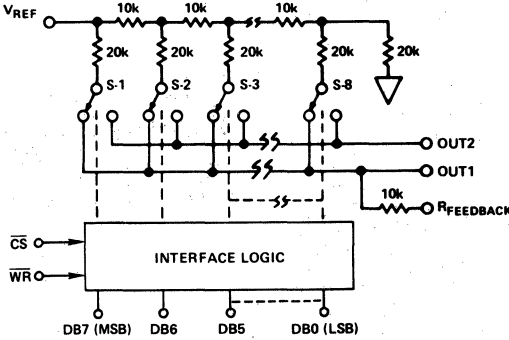 VREF
10k 10k 10k
20k 20k 20k 20k 20k
S-1 S-2 S-3 S-8
OUT2
OUT1
10k
RFEEDBACK
CS
INTERFACE LOGIC
WR
DB7 (MSB) DB6 DB5 DB0 (LSB)